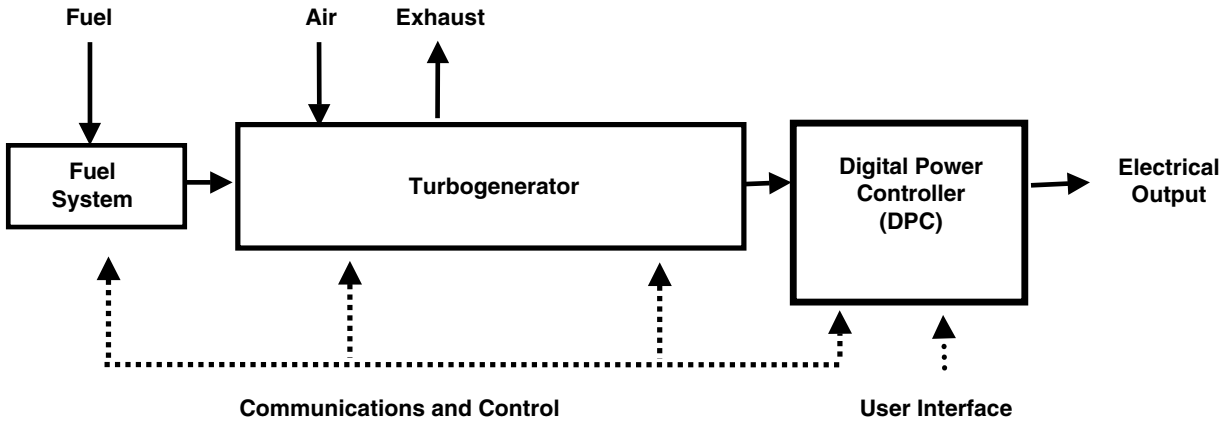 Fuel
Air
Exhaust
Fuel
System
Turbogenerator
Digital Power
Controller
(DPC)
Electrical
Output
Communications and Control
User Interface